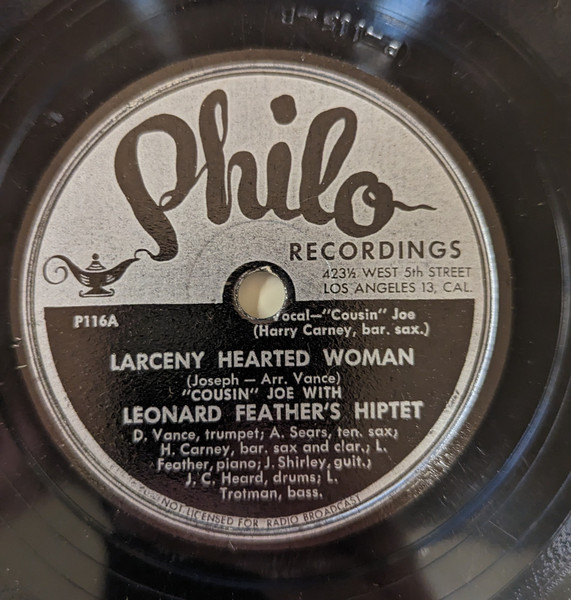 Philo
RECORDINGS
423½ WEST 5th STREET
LOS ANGELES 13, CAL.
P116A
Vocal—"Cousin" Joe
(Harry Carney, bar. sax.)
LARCENY HEARTED WOMAN
(Joseph — Arr. Vance)
"COUSIN" JOE WITH
LEONARD FEATHER'S HIPTET
D. Vance, trumpet; A. Sears, ten. sax;
H. Carney, bar. sax and clar.; L.
Feather, piano; J. Shirley, guit.;
J. C. Heard, drums; L.
Trotman, bass.
NOT LICENSED FOR RADIO BROADCAST